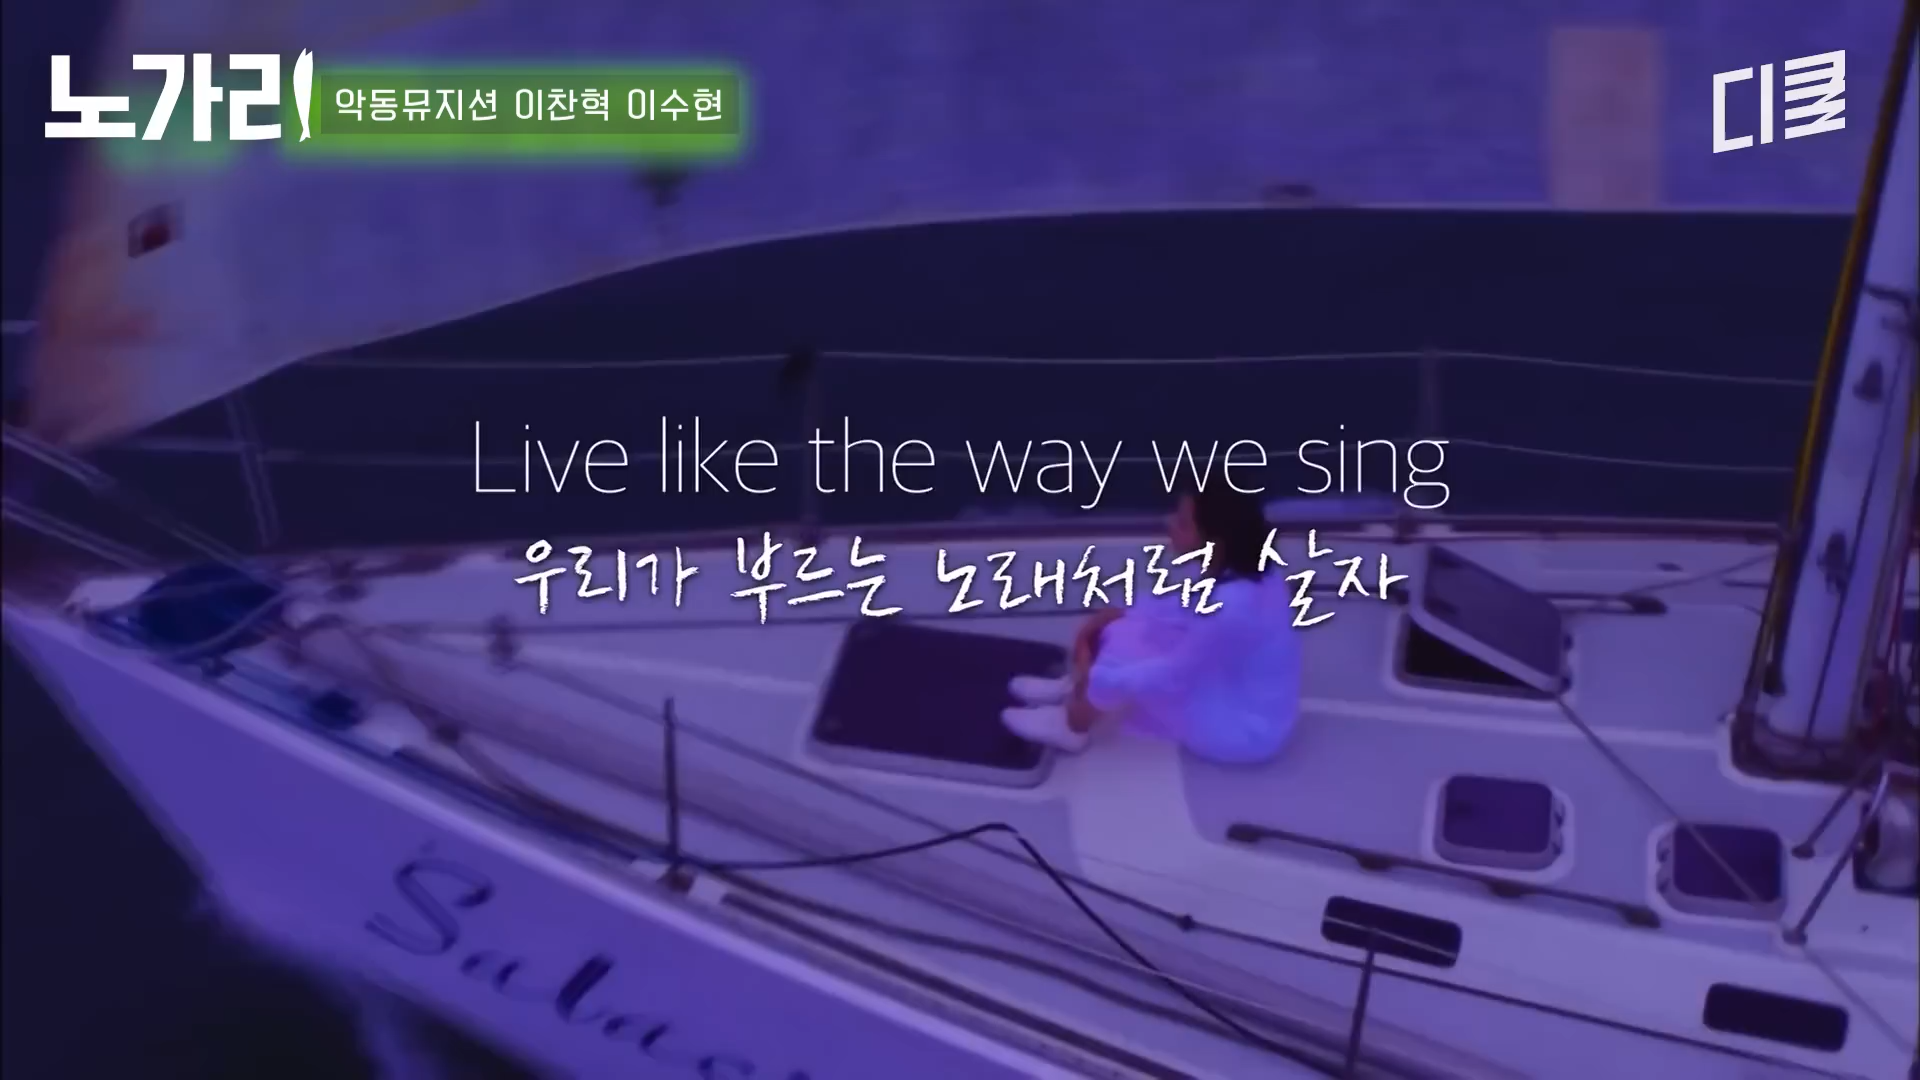 노가리
악동뮤지션 이찬혁 이수현
디글
Live like the way we sing
우리가 부르는 노래처럼 살자